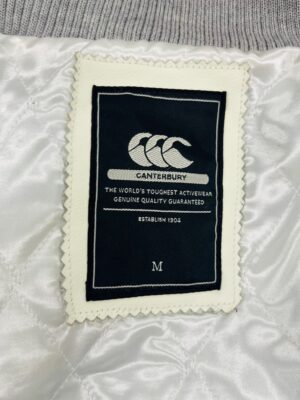 CANTERBURY
THE WORLD'S TOUGHEST ACTIVEWEAR
GENUINE QUALITY GUARANTEED
ESTABLISH 1904
M